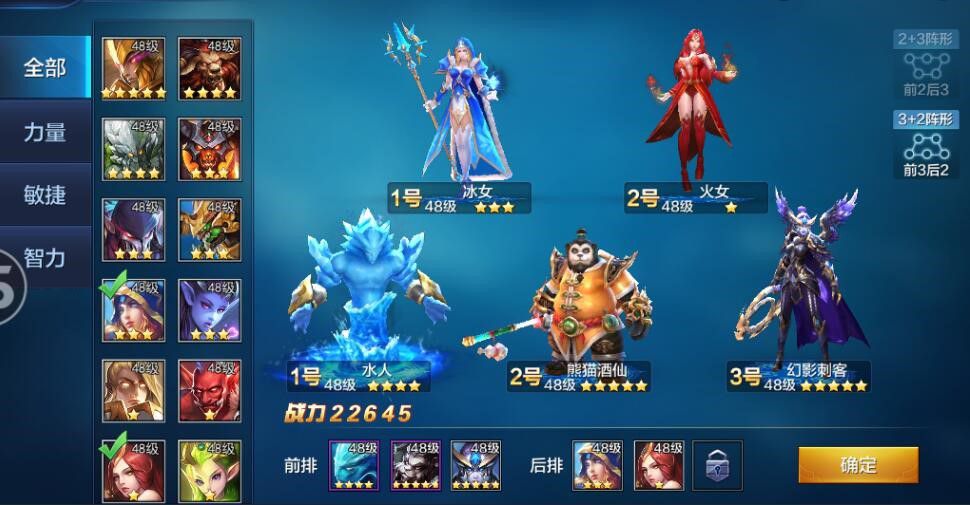 全部
力量
敏捷
智力
48级
48级
48级
48级
48级
48级
48级
48级
48级
48级
48级
48级
2+3阵形
前2后3
3+2阵形
前3后2
1号 冰女 48级
2号 火女 48级
1号 水人 48级
2号 熊猫酒仙 48级
3号 幻影刺客 48级
战力22645
前排 48级 48级 48级 后排 48级 48级
确定
5